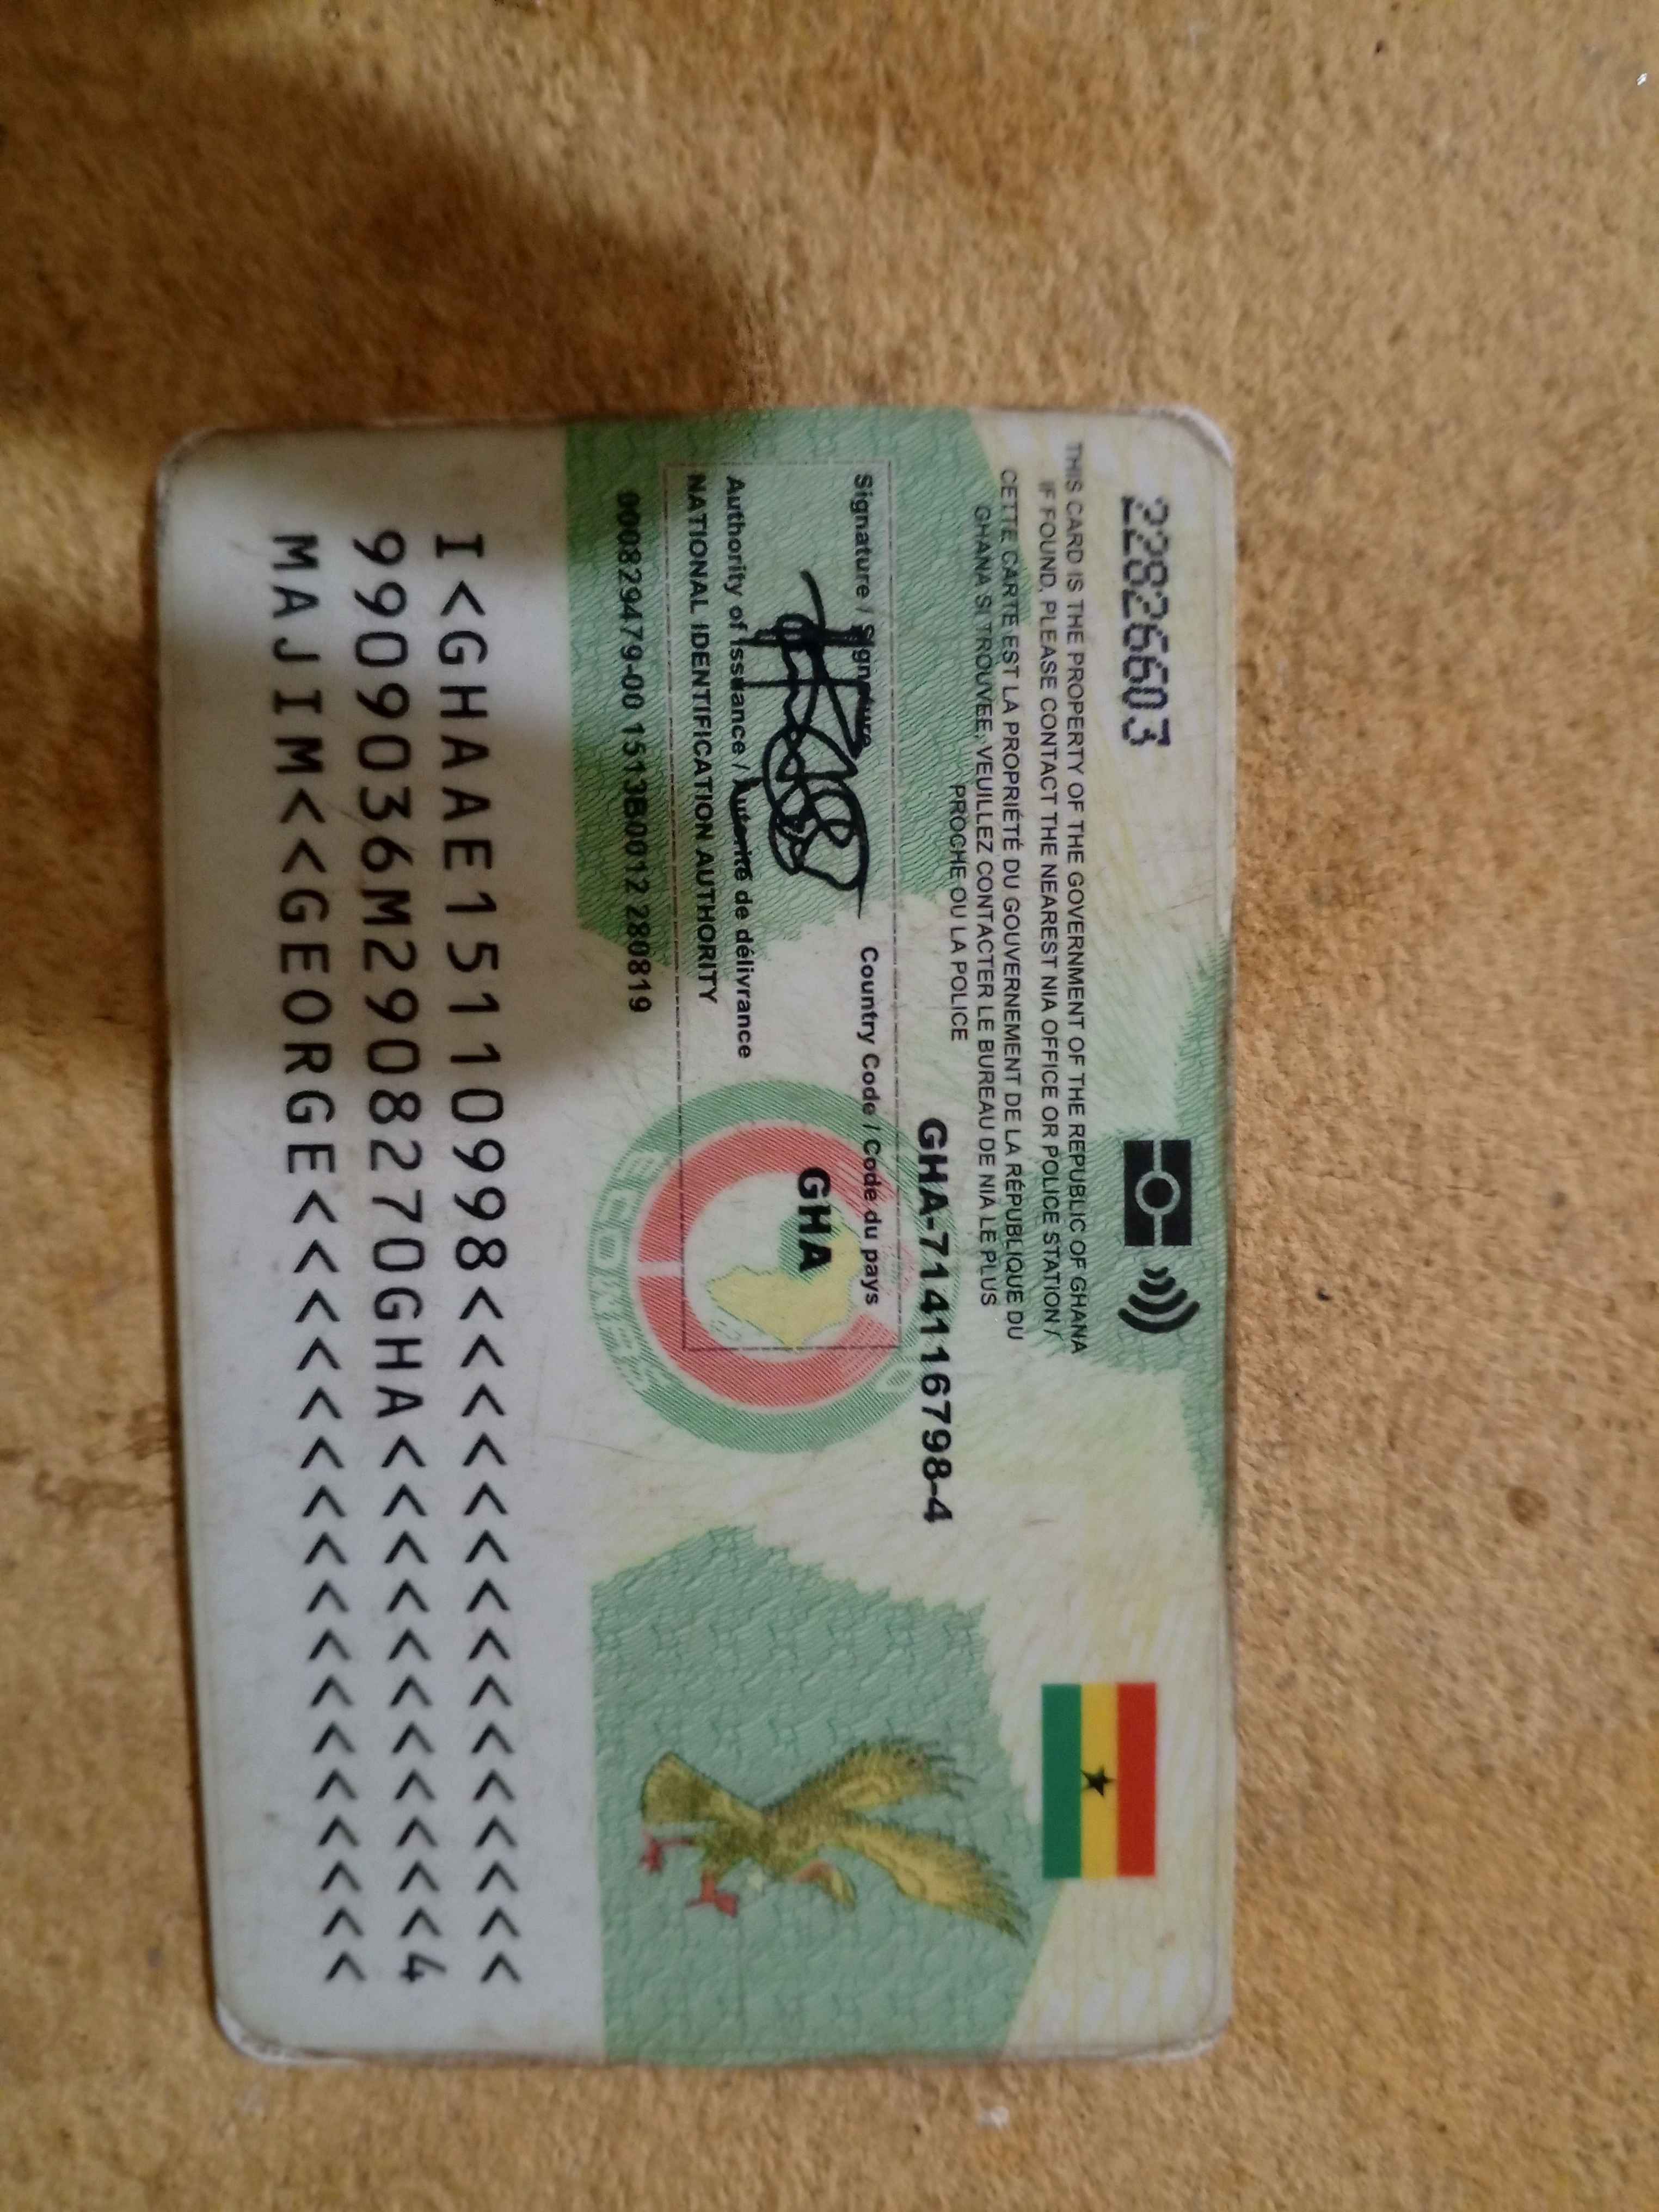 22826603
THIS CARD IS THE PROPERTY OF THE GOVERNMENT OF THE REPUBLIC OF GHANA
IF FOUND, PLEASE CONTACT THE NEAREST NIA OFFICE OR POLICE STATION /
CETTE CARTE EST LA PROPRIÉTÉ DU GOUVERNEMENT DE LA RÉPUBLIQUE DU
GHANA SI TROUVÉE, VEUILLEZ CONTACTER LE BUREAU DE NIA LE PLUS
PROCHE OU LA POLICE
GHA-714116798-4
Signature / Signature
Country Code / Code du pays
GHA
Authority of Issuance / Autorité de délivrance
NATIONAL IDENTIFICATION AUTHORITY
000829479-00 1513B0012 280819
ECOWAS
I<GHAAAE15110998<<<<<<<<<<<<<<
9909036M2908270GHA<<<<<<<<<<<4
MAJIM<<GEORGE<<<<<<<<<<<<<<<<<